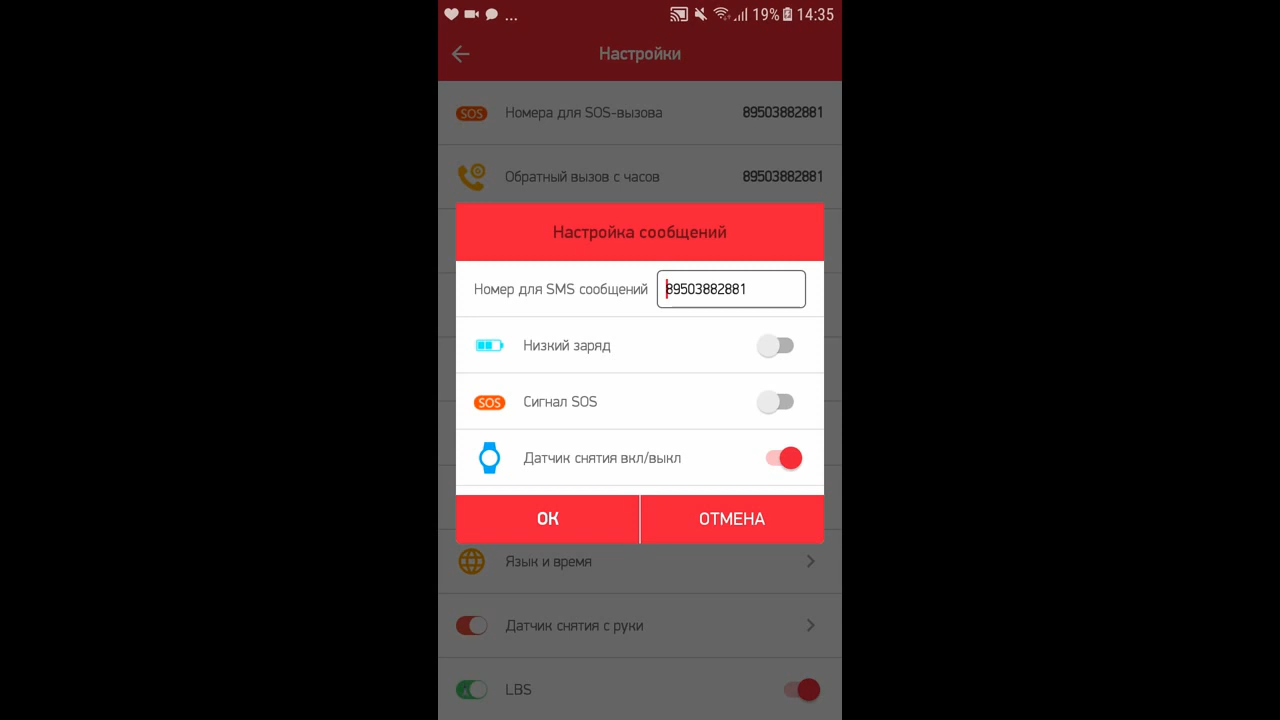 ... 19% 14:35
Настройки
SOS Номера для SOS-вызова 89503882881
Обратный вызов с часов 89503882881
Настройка сообщений
Номер для SMS сообщений 89503882881
Низкий заряд
SOS Сигнал SOS
Датчик снятия вкл/выкл
ОК ОТМЕНА
Язык и время
Датчик снятия с руки
LBS